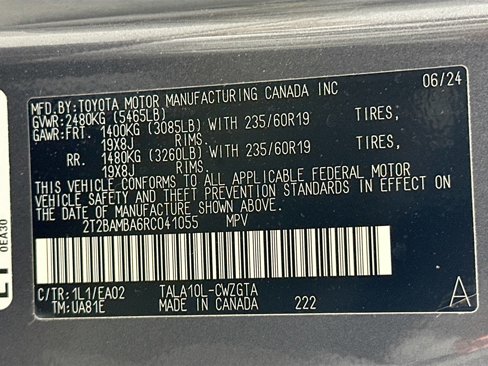 06/24
MFD.BY:TOYOTA MOTOR MANUFACTURING CANADA INC
GVWR:2480KG (5465LB)
GAWR:FRT. 1400KG (3085LB) WITH 235/60R19 TIRES,
19X8J RIMS.
RR. 1480KG (3260LB) WITH 235/60R19 TIRES,
19X8J RIMS.
THIS VEHICLE CONFORMS TO ALL APPLICABLE FEDERAL MOTOR
VEHICLE SAFETY AND THEFT PREVENTION STANDARDS IN EFFECT ON
THE DATE OF MANUFACTURE SHOWN ABOVE.
2T2BAMBA6RC041055 MPV
C/TR:1L1/EA02 TALA10L-CWZGTA A
TM:UA81E MADE IN CANADA 222
0EA30